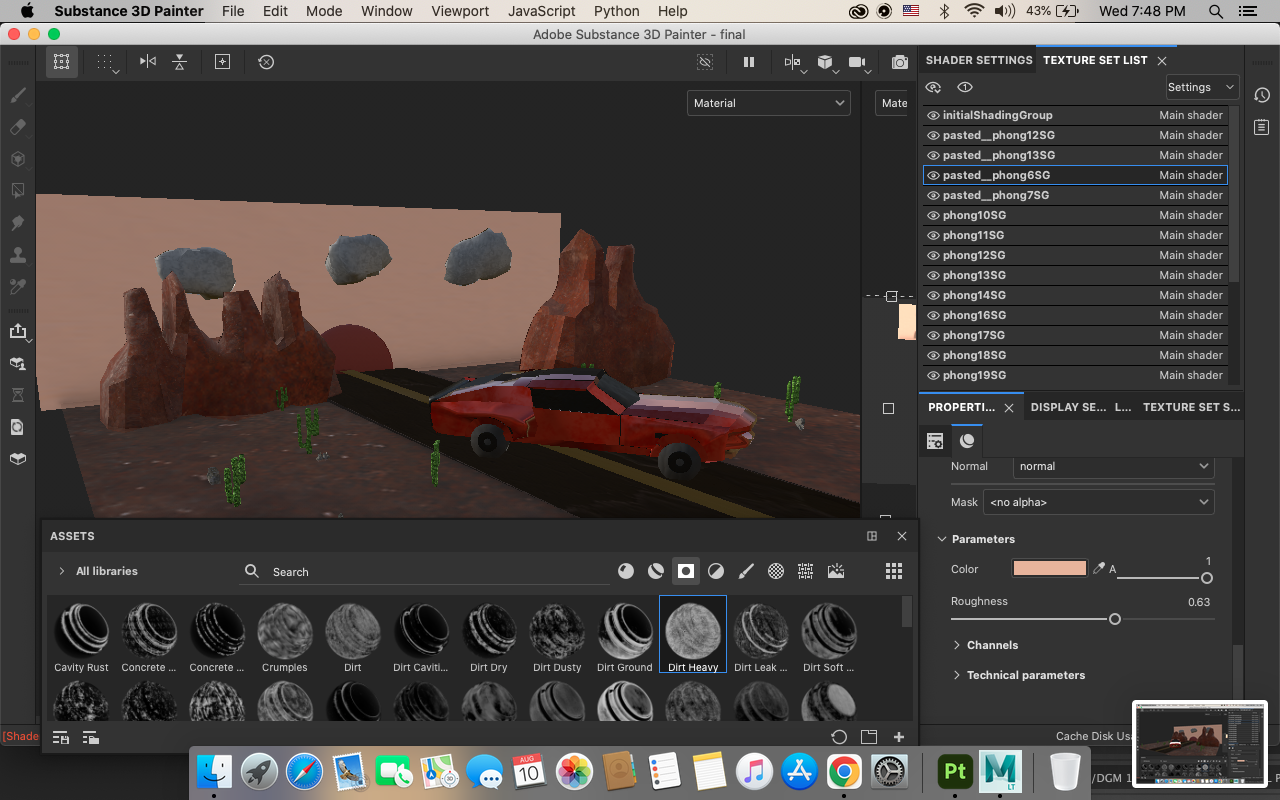 Substance 3D Painter File Edit Mode Window Viewport JavaScript Python Help 43% Wed 7:48 PM
Adobe Substance 3D Painter - final
SHADER SETTINGS TEXTURE SET LIST
1 Settings
Material
Mate
initialShadingGroup Main shader
pasted__phong12SG Main shader
pasted__phong13SG Main shader
pasted__phong6SG Main shader
pasted__phong7SG Main shader
phong10SG Main shader
phong11SG Main shader
phong12SG Main shader
phong13SG Main shader
phong14SG Main shader
phong16SG Main shader
phong17SG Main shader
phong18SG Main shader
phong19SG Main shader
PROPERTI... DISPLAY SE... L... TEXTURE SET S...
Normal normal
Mask <no alpha>
Parameters
Color A 1
Roughness 0.63
Channels
Technical parameters
ASSETS
All libraries Search
Cavity Rust Concrete ... Concrete ... Crumples Dirt Dirt Caviti... Dirt Dry Dirt Dusty Dirt Ground Dirt Heavy Dirt Leak ... Dirt Soft ...
[Shade
Cache Disk Usa
AUG
10
Pt
LT
/DGM 1